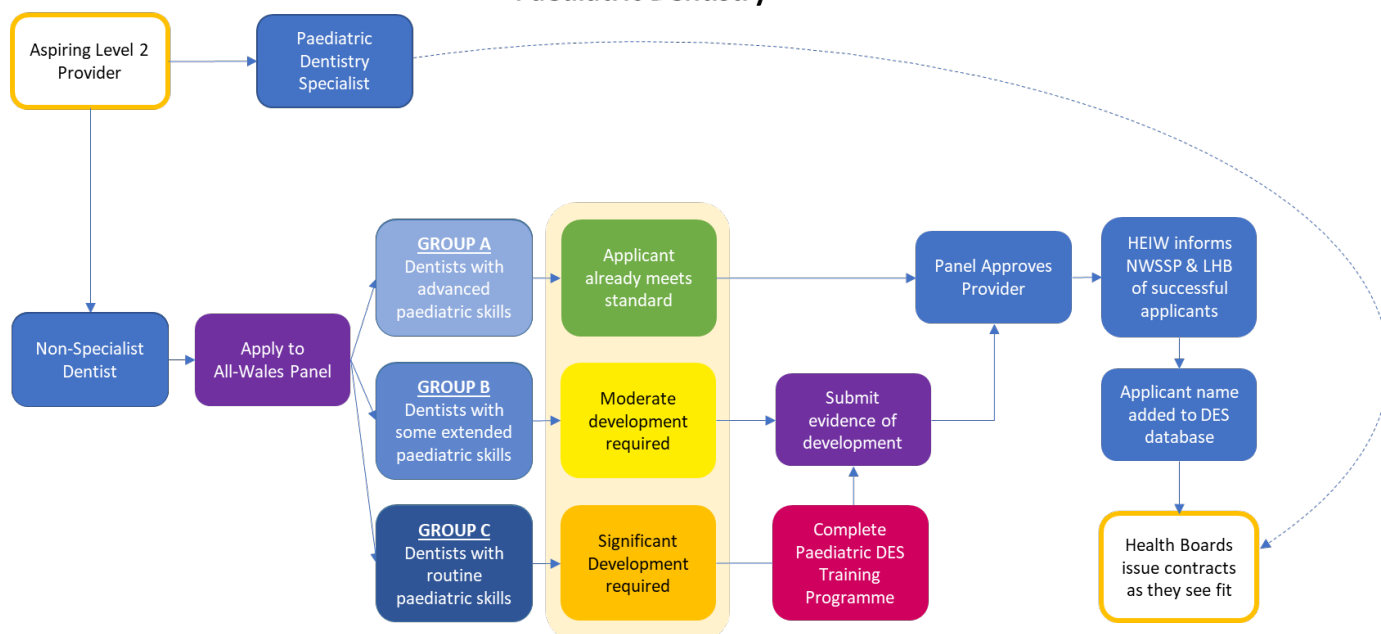 Aspiring Level 2
Provider
Paediatric
Dentistry
Specialist
Non-Specialist
Dentist
Apply to
All-Wales Panel
GROUP A
Dentists with
advanced
paediatric skills
Applicant
already meets
standard
Panel Approves
Provider
HEIW informs
NWSSP & LHB
of successful
applicants
GROUP B
Dentists with
some extended
paediatric skills
Moderate
development
required
Submit
evidence of
development
Applicant name
added to DES
database
GROUP C
Dentists with
routine
paediatric skills
Significant
Development
required
Complete
Paediatric DES
Training
Programme
Health Boards
issue contracts
as they see fit